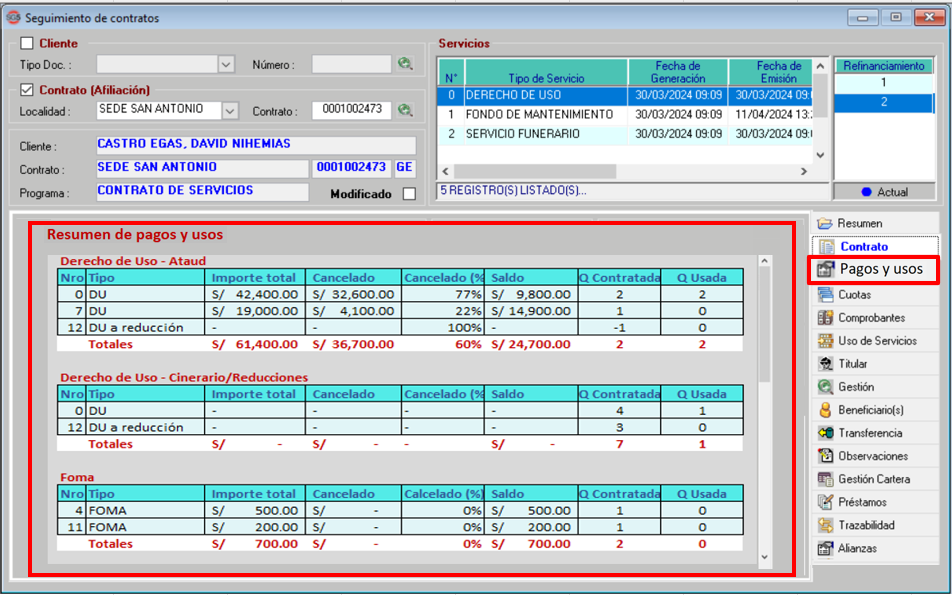 Seguimiento de contratos
Cliente
Tipo Doc. :
Número :
Contrato (Afiliación)
Localidad :
SEDE SAN ANTONIO
Contrato :
0001002473
Cliente :
CASTRO EGAS, DAVID NIHEMIAS
Contrato :
SEDE SAN ANTONIO
0001002473
GE
Programa :
CONTRATO DE SERVICIOS
Modificado
Servicios
N° Tipo de Servicio Fecha de Generación Fecha de Emisión
0 DERECHO DE USO 30/03/2024 09:09 30/03/2024 09:
1 FONDO DE MANTENIMIENTO 30/03/2024 09:09 11/04/2024 13:
2 SERVICIO FUNERARIO 30/03/2024 09:09 30/03/2024 09:
5 REGISTRO(S) LISTADO(S)...
Refinanciamiento
1
2
Actual
Resumen de pagos y usos
Derecho de Uso - Ataud
Nro Tipo Importe total Cancelado Cancelado (% Saldo Q Contratada Q Usada
0 DU S/ 42,400.00 S/ 32,600.00 77% S/ 9,800.00 2 2
7 DU S/ 19,000.00 S/ 4,100.00 22% S/ 14,900.00 1 0
12 DU a reducción - - 100% - -1 0
Totales S/ 61,400.00 S/ 36,700.00 60% S/ 24,700.00 2 2
Derecho de Uso - Cinerario/Reducciones
Nro Tipo Importe total Cancelado Cancelado (% Saldo Q Contratada Q Usada
0 DU - - - - 4 1
12 DU a reducción - - - - 3 0
Totales S/ - S/ - - S/ - 7 1
Foma
Nro Tipo Importe total Cancelado Calcelado (%) Saldo Q Contratada Q Usada
4 FOMA S/ 500.00 S/ - 0% S/ 500.00 1 0
11 FOMA S/ 200.00 S/ - 0% S/ 200.00 1 0
Totales S/ 700.00 S/ - 0% S/ 700.00 2 0
Resumen
Contrato
Pagos y usos
Cuotas
Comprobantes
Uso de Servicios
Titular
Gestión
Beneficiario(s)
Transferencia
Observaciones
Gestión Cartera
Préstamos
Trazabilidad
Alianzas